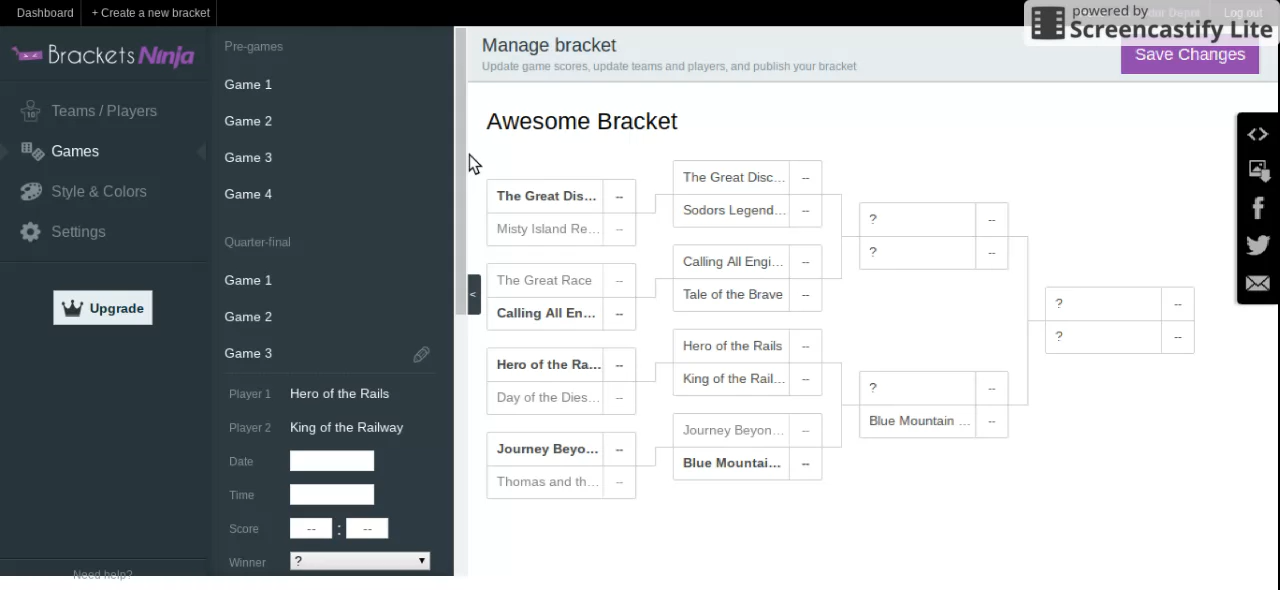 Dashboard
+ Create a new bracket
Log out
powered by
Screencastify Lite
Brackets Ninja
Teams / Players
Games
Style & Colors
Settings
Upgrade
Need help?
Pre-games
Game 1
Game 2
Game 3
Game 4
Quarter-final
Game 1
Game 2
Game 3
Player 1 Hero of the Rails
Player 2 King of the Railway
Date
Time
Score -- : --
Winner ?
<
Manage bracket
Update game scores, update teams and players, and publish your bracket
Save Changes
Awesome Bracket
The Great Dis... --
Misty Island Re... --
The Great Race --
Calling All En... --
Hero of the Ra... --
Day of the Dies... --
Journey Beyo... --
Thomas and th... --
The Great Disc... --
Sodors Legend... --
Calling All Engi... --
Tale of the Brave --
Hero of the Rails --
King of the Rail... --
Journey Beyon... --
Blue Mountai... --
? --
? --
? --
Blue Mountain ... --
? --
? --